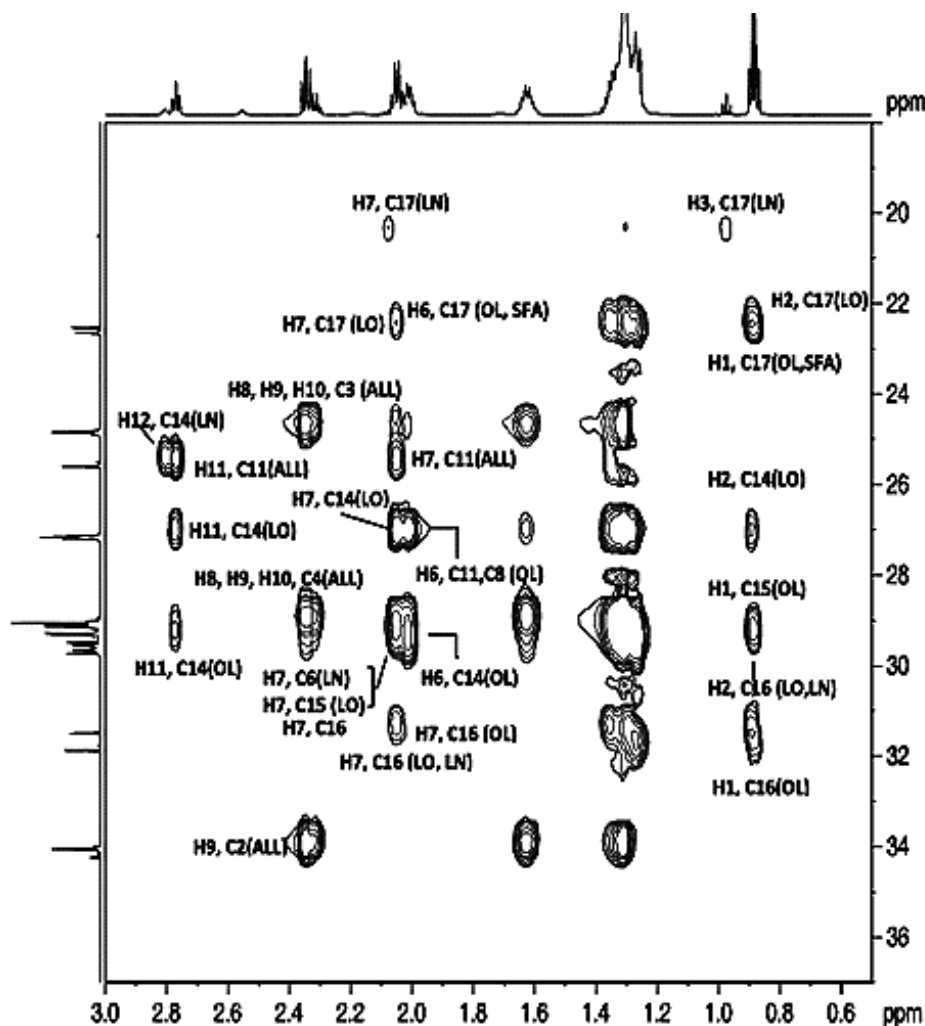 ppm
H7, C17(LN)
H3, C17(LN)
20
H6, C17 (OL, SFA)
H2, C17(LO)
H7, C17 (LO)
22
H1, C17(OL,SFA)
H8, H9, H10, C3 (ALL)
24
H12, C14(LN)
H11, C11(ALL)
H7, C11(ALL)
H2, C14(LO)
H7, C14(LO)
26
H11, C14(LO)
H6, C11,C8 (OL)
H8, H9, H10, C4(ALL)
28
H1, C15(OL)
H11, C14(OL)
H7, C6(LN)
H6, C14(OL)
30
H7, C15 (LO)
H2, C16 (LO,LN)
H7, C16
H7, C16 (OL)
H7, C16 (LO, LN)
32
H1, C16(OL)
H9, C2(ALL)
34
36
ppm
3.0 2.8 2.6 2.4 2.2 2.0 1.8 1.6 1.4 1.2 1.0 0.8 0.6